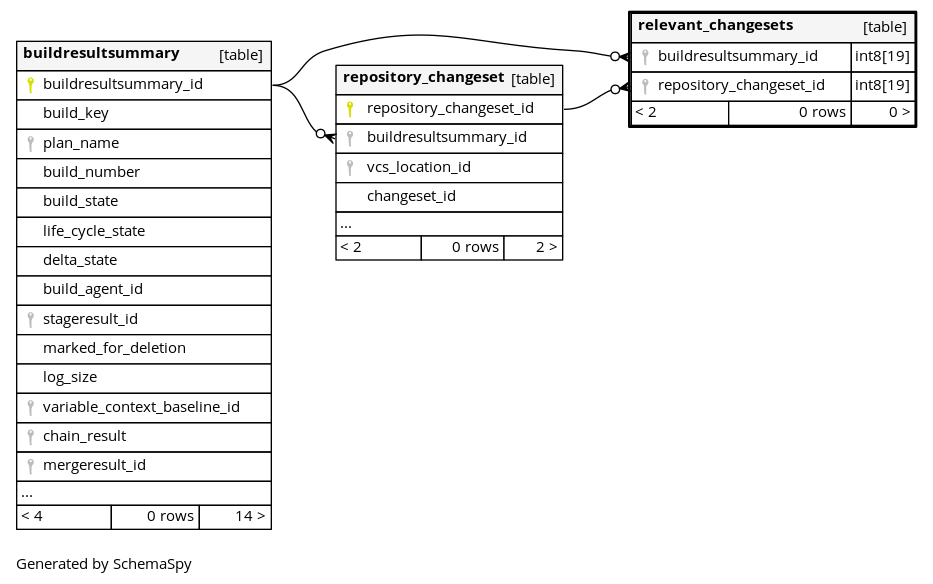 buildresultsummary [table]
buildresultsummary_id
build_key
plan_name
build_number
build_state
life_cycle_state
delta_state
build_agent_id
stageresult_id
marked_for_deletion
log_size
variable_context_baseline_id
chain_result
mergeresult_id
...
< 4 0 rows 14 >
repository_changeset [table]
repository_changeset_id
buildresultsummary_id
vcs_location_id
changeset_id
...
< 2 0 rows 2 >
relevant_changesets [table]
buildresultsummary_id int8[19]
repository_changeset_id int8[19]
< 2 0 rows 0 >
Generated by SchemaSpy